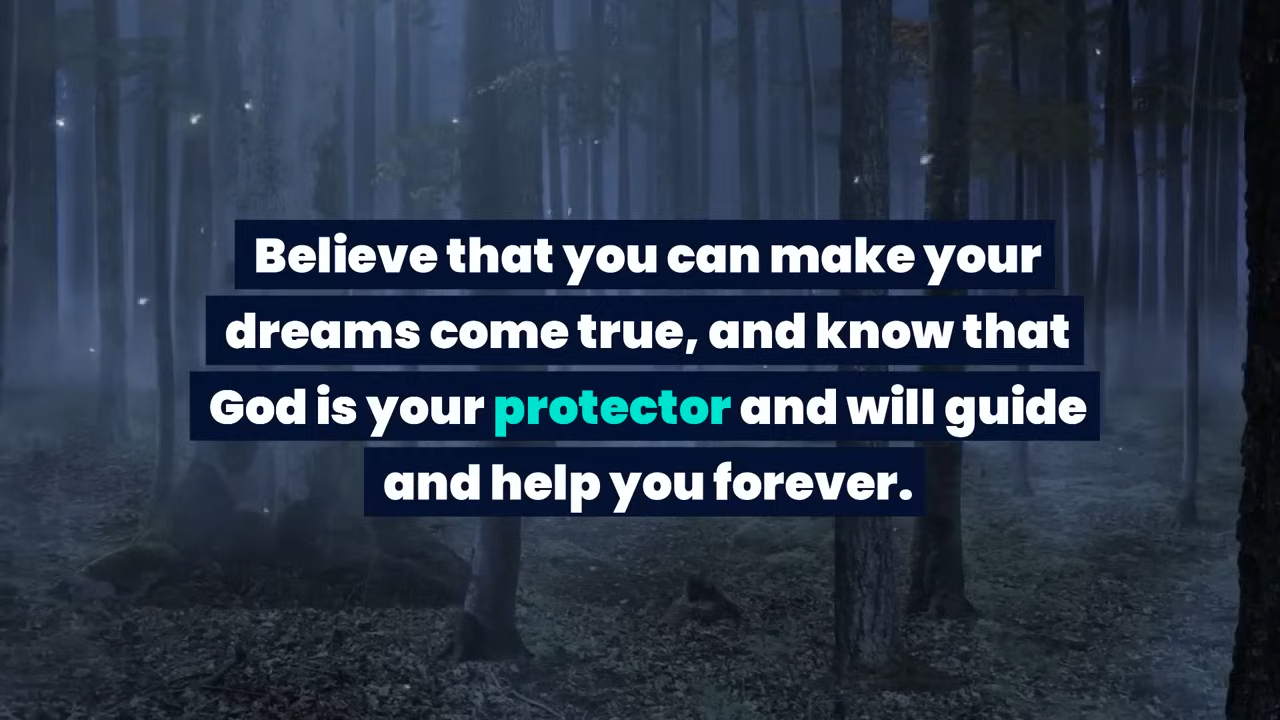 Believe that you can make your
dreams come true, and know that
God is your protector and will guide
and help you forever.